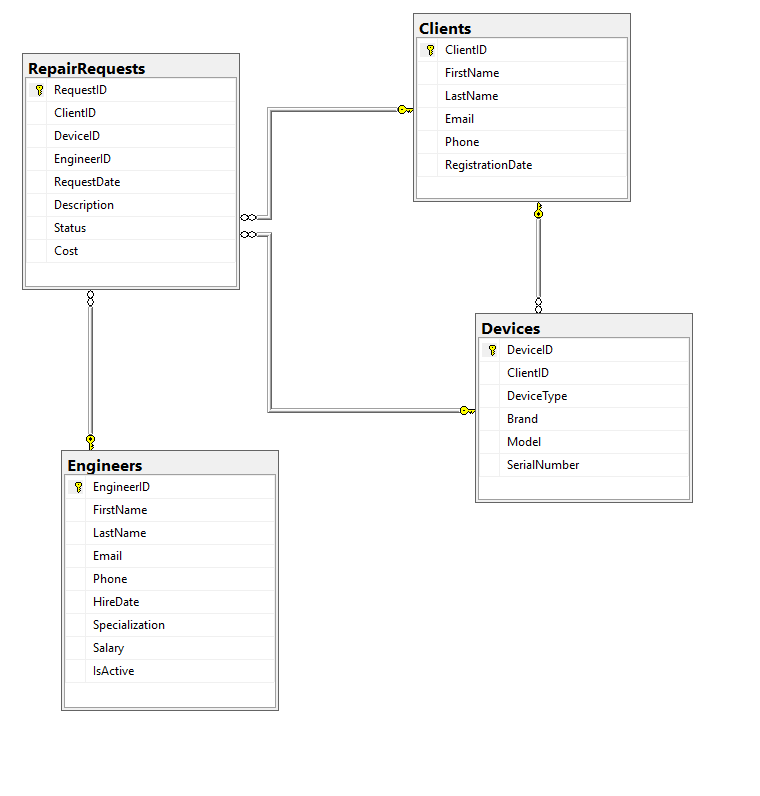 RepairRequests
RequestID
ClientID
DeviceID
EngineerID
RequestDate
Description
Status
Cost
Clients
ClientID
FirstName
LastName
Email
Phone
RegistrationDate
Devices
DeviceID
ClientID
DeviceType
Brand
Model
SerialNumber
Engineers
EngineerID
FirstName
LastName
Email
Phone
HireDate
Specialization
Salary
IsActive